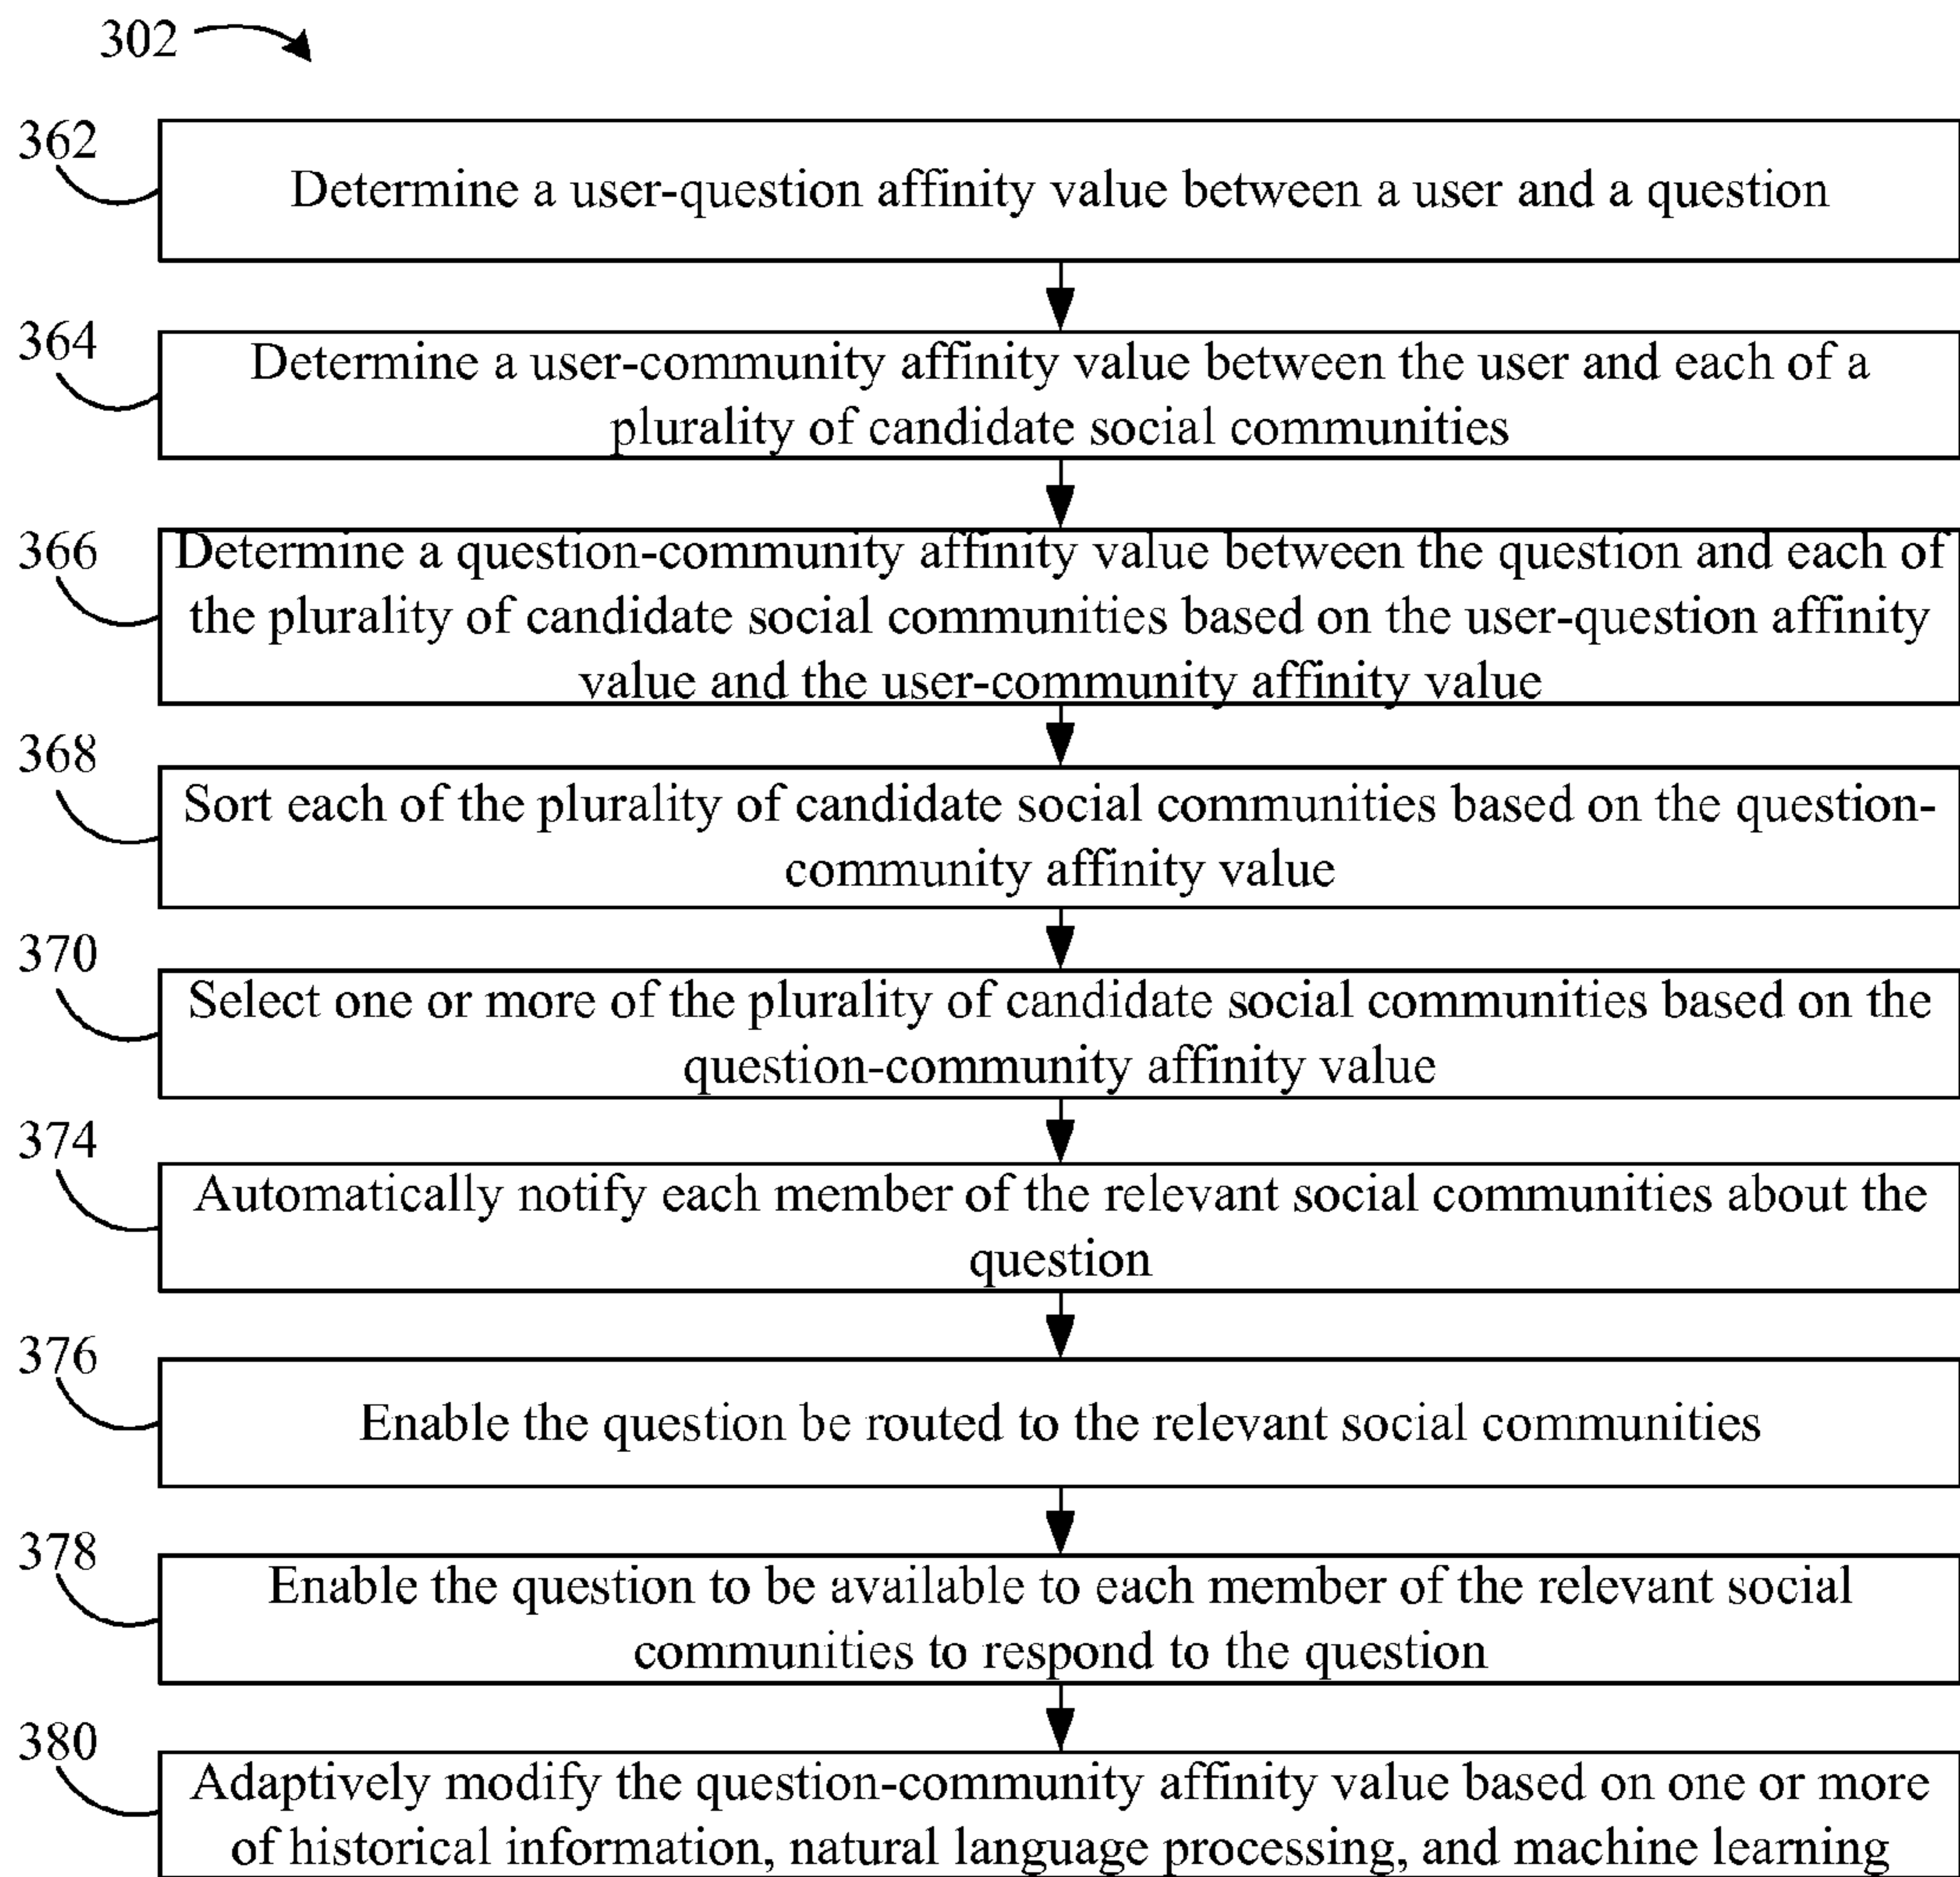 302
362
Determine a user-question affinity value between a user and a question
364
Determine a user-community affinity value between the user and each of a
plurality of candidate social communities
366
Determine a question-community affinity value between the question and each of
the plurality of candidate social communities based on the user-question affinity
value and the user-community affinity value
368
Sort each of the plurality of candidate social communities based on the question-
community affinity value
370
Select one or more of the plurality of candidate social communities based on the
question-community affinity value
374
Automatically notify each member of the relevant social communities about the
question
376
Enable the question be routed to the relevant social communities
378
Enable the question to be available to each member of the relevant social
communities to respond to the question
380
Adaptively modify the question-community affinity value based on one or more
of historical information, natural language processing, and machine learning